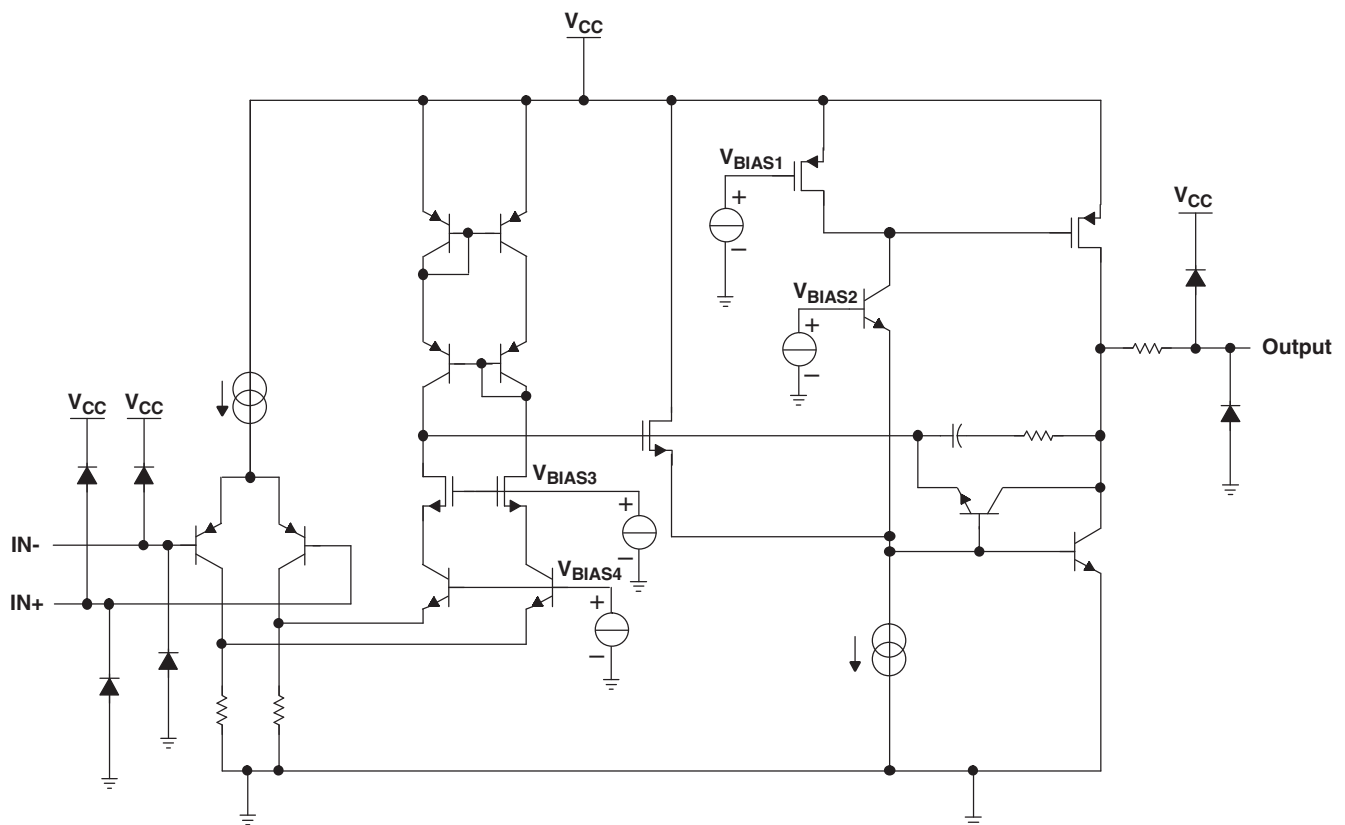 VCC
VBIAS1
VCC
VBIAS2
+
−
+
−
Output
VCC
VCC
VBIAS3
+
−
IN-
VBIAS4
IN+
+
−